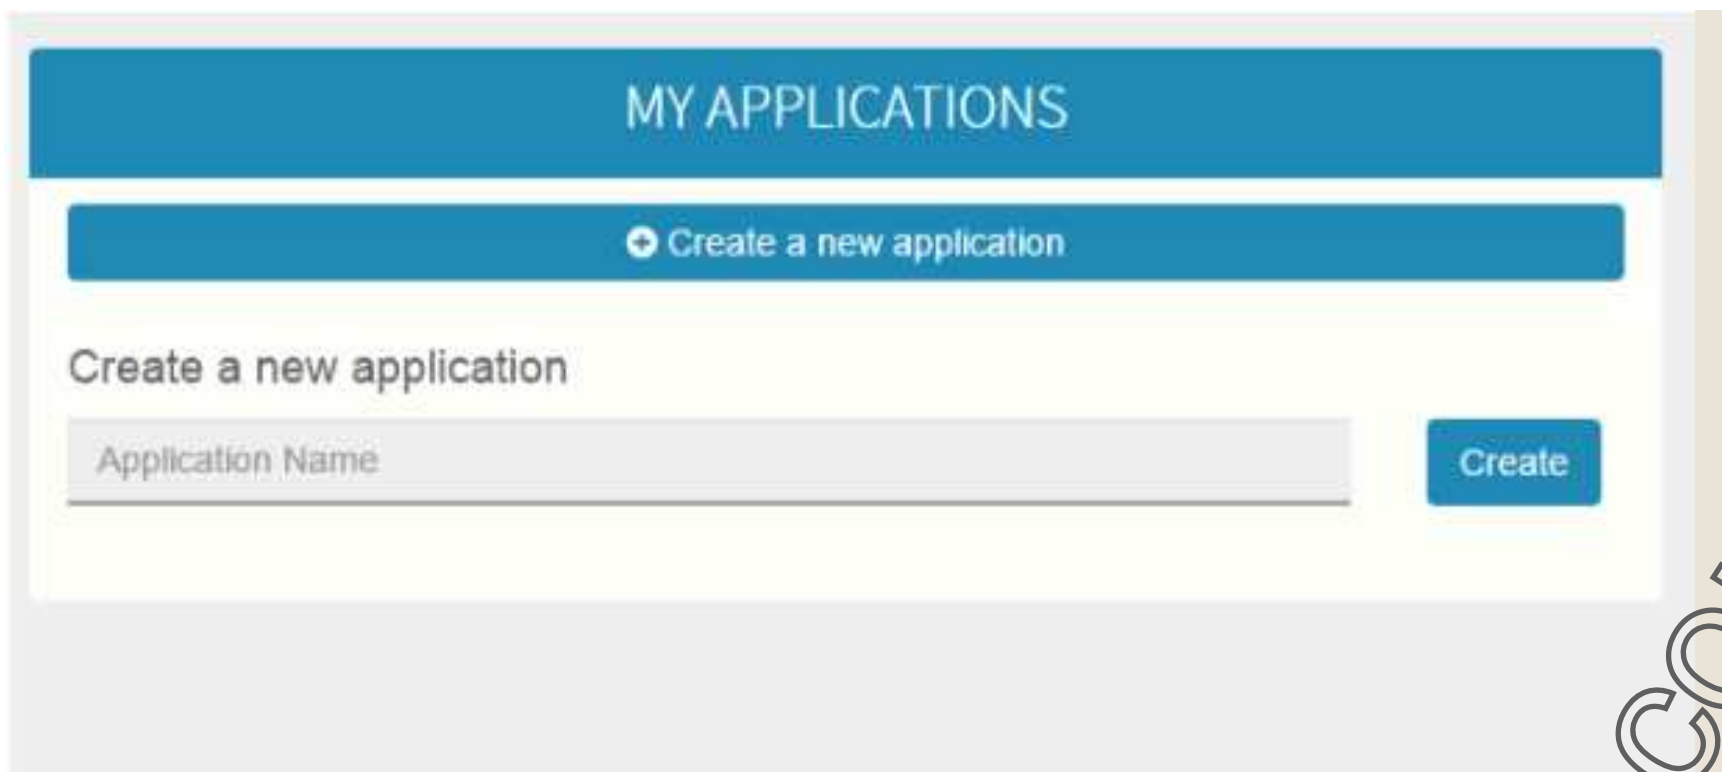 MY APPLICATIONS
Create a new application
Create a new application
Application Name
Create